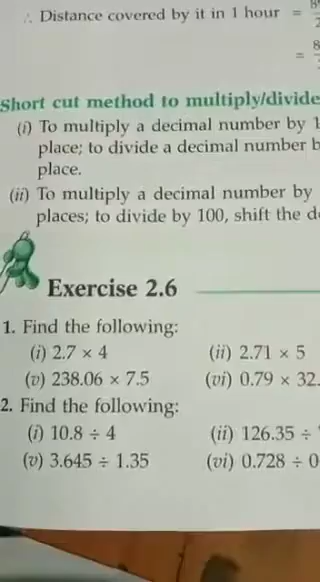 ∴ Distance covered by it in 1 hour =
=
Short cut method to multiply/divide
(i) To multiply a decimal number by
place; to divide a decimal number
place.
(ii) To multiply a decimal number by
places; to divide by 100, shift the
Exercise 2.6
1. Find the following:
(i) 2.7 × 4 (ii) 2.71 × 5
(v) 238.06 × 7.5 (vi) 0.79 × 32.
2. Find the following:
(i) 10.8 ÷ 4 (ii) 126.35 ÷
(v) 3.645 ÷ 1.35 (vi) 0.728 ÷ 0